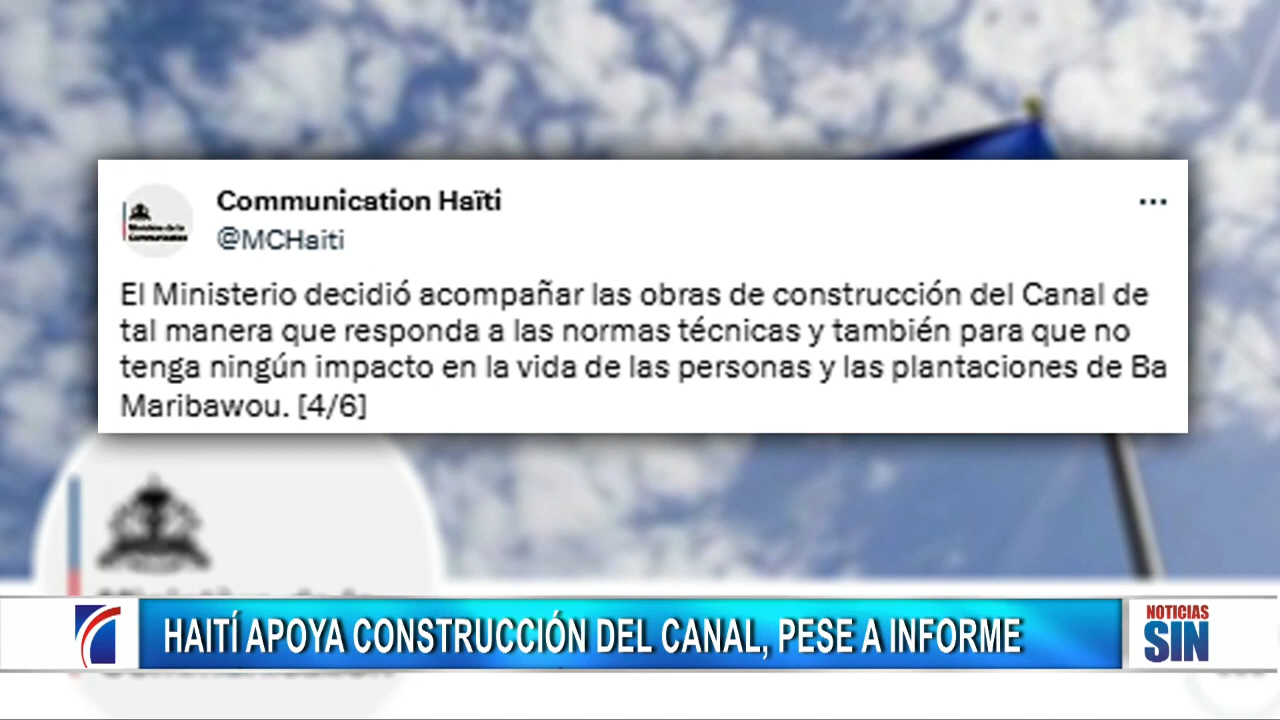 Communication Haïti
@MCHaiti
El Ministerio decidió acompañar las obras de construcción del Canal de
tal manera que responda a las normas técnicas y también para que no
tenga ningún impacto en la vida de las personas y las plantaciones de Ba
Maribawou. [4/6]
HAITÍ APOYA CONSTRUCCIÓN DEL CANAL, PESE A INFORME
NOTICIAS
SIN